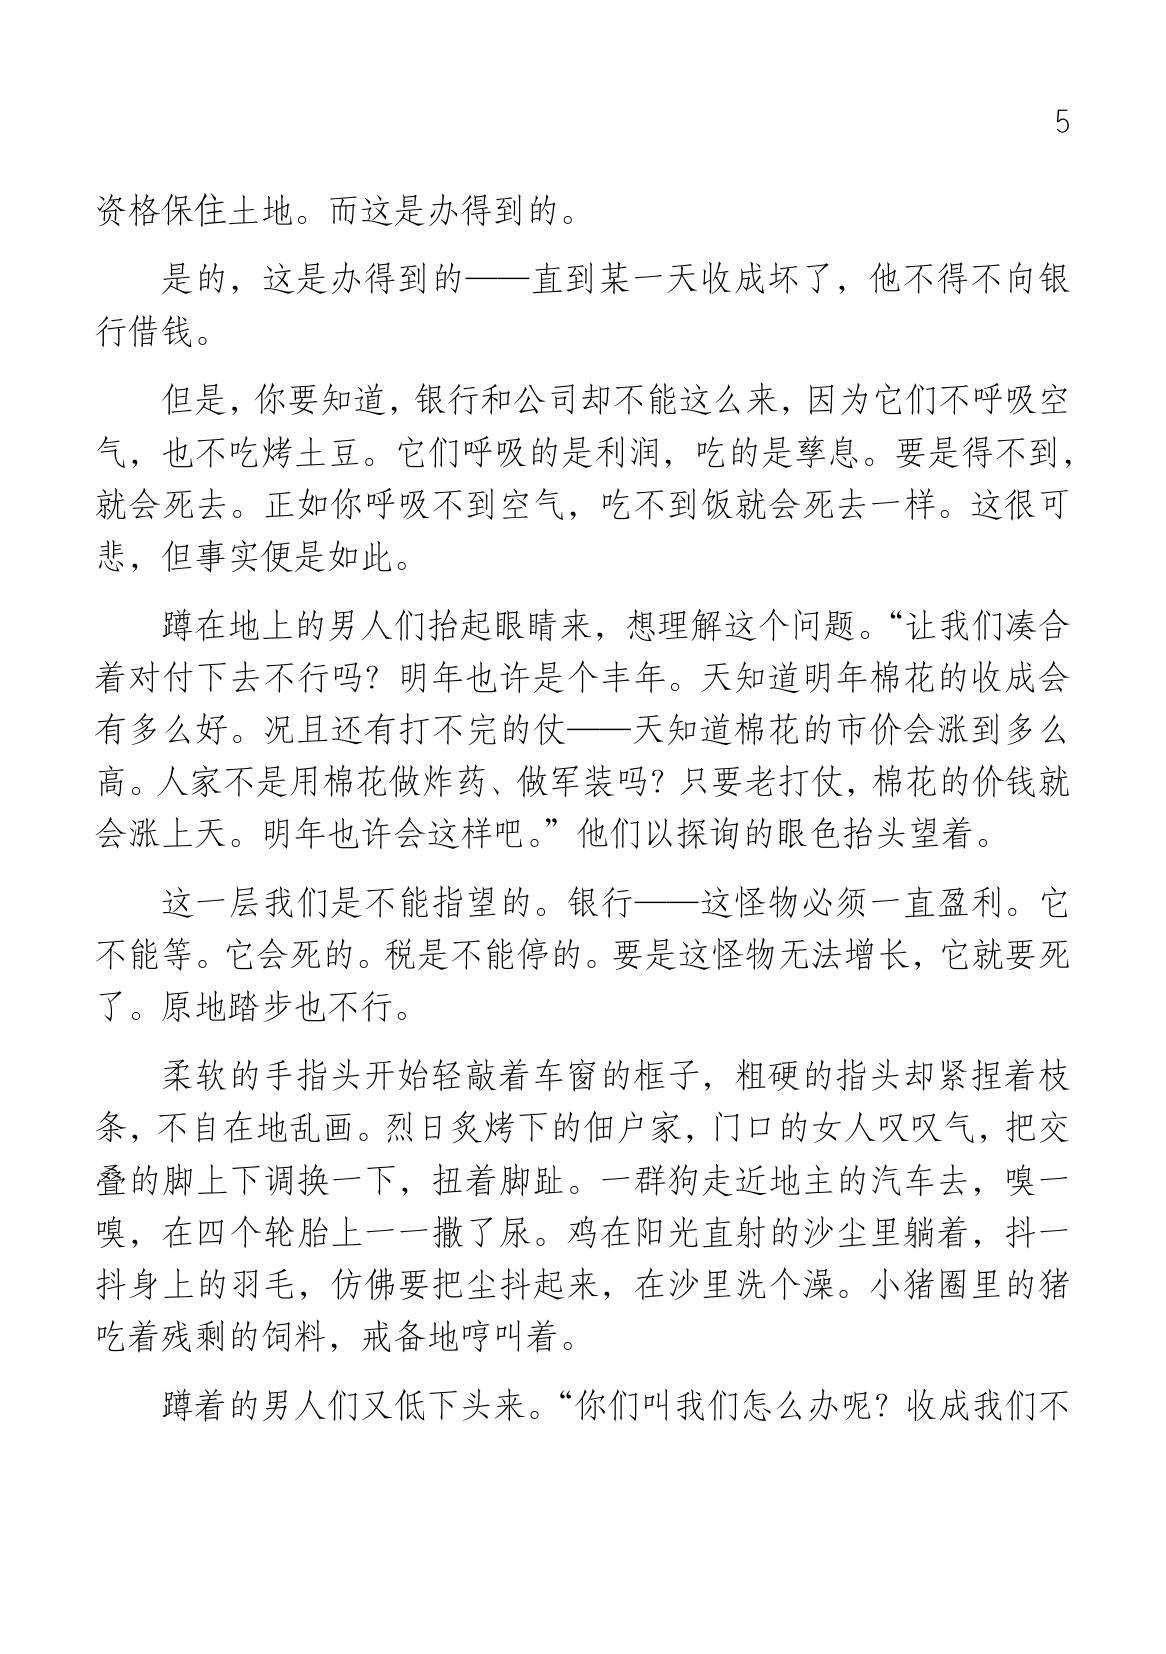 5
资格保住土地。而这是办得到的。
是的，这是办得到的——直到某一天收成坏了，他不得不向银
行借钱。
但是，你要知道，银行和公司却不能这么来，因为它们不呼吸空
气，也不吃烤土豆。它们呼吸的是利润，吃的是孳息。要是得不到，
就会死去。正如你呼吸不到空气，吃不到饭就会死去一样。这很可
悲，但事实便是如此。
蹲在地上的男人们抬起眼睛来，想理解这个问题。“让我们凑合
着对付下去不行吗？明年也许是个丰年。天知道明年棉花的收成会
有多么好。况且还有打不完的仗——天知道棉花的市价会涨到多么
高。人家不是用棉花做炸药、做军装吗？只要老打仗，棉花的价钱就
会涨上天。明年也许会这样吧。”他们以探询的眼色抬头望着。
这一层我们是不能指望的。银行——这怪物必须一直盈利。它
不能等。它会死的。税是不能停的。要是这怪物无法增长，它就要死
了。原地踏步也不行。
柔软的手指头开始轻敲着车窗的框子，粗硬的指头却紧捏着枝
条，不自在地乱画。烈日炙烤下的佃户家，门口的女人叹叹气，把交
叠的脚上下调换一下，扭着脚趾。一群狗走近地主的汽车去，嗅一
嗅，在四个轮胎上一一撒了尿。鸡在阳光直射的沙尘里躺着，抖一
抖身上的羽毛，仿佛要把尘抖起来，在沙里洗个澡。小猪圈里的猪
吃着残剩的饲料，戒备地哼叫着。
蹲着的男人们又低下头来。“你们叫我们怎么办呢？收成我们不